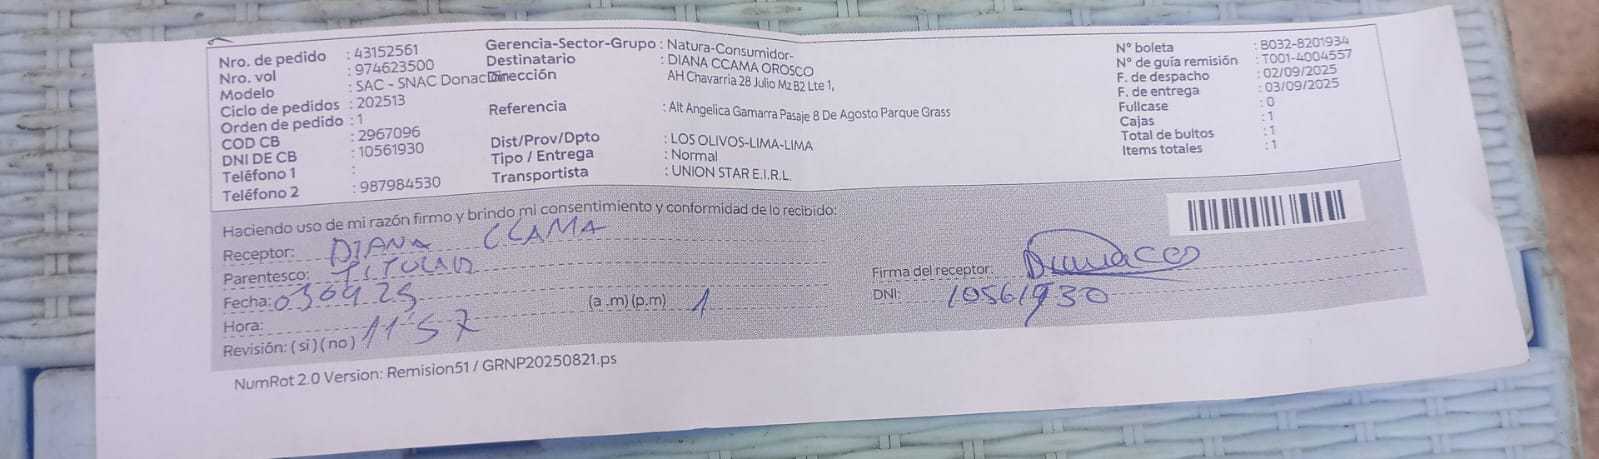 Nro. de pedido : 43152561
Nro. vol : 974623500
Modelo : SAC - SNAC Donación
Ciclo de pedidos : 202513
Orden de pedido : 1
COD CB : 2967096
DNI DE CB : 10561930
Teléfono 1 :
Teléfono 2 : 987984530
Gerencia-Sector-Grupo : Natura-Consumidor-
Destinatario : DIANA CCAMA OROSCO
Dirección : AH Chavarria 28 Julio Mz B2 Lte 1,
Referencia : Alt Angelica Gamarra Pasaje 8 De Agosto Parque Grass
Dist/Prov/Dpto : LOS OLIVOS-LIMA-LIMA
Tipo / Entrega : Normal
Transportista : UNION STAR E.I.R.L.
N° boleta : B032-8201934
N° de guía remisión : T001-4004557
F. de despacho : 02/09/2025
F. de entrega : 03/09/2025
Fullcase : 0
Cajas : 1
Total de bultos : 1
Items totales : 1
Haciendo uso de mi razón firmo y brindo mi consentimiento y conformidad de lo recibido:
Receptor: DIANA CCAMA
Parentesco: TITULAR
Fecha: 030925
Hora: 11:57 (a .m) (p.m) 1
Revisión: ( si ) ( no )
Firma del receptor:
DNI: 10561930
NumRot 2.0 Version: Remision51 / GRNP20250821.ps